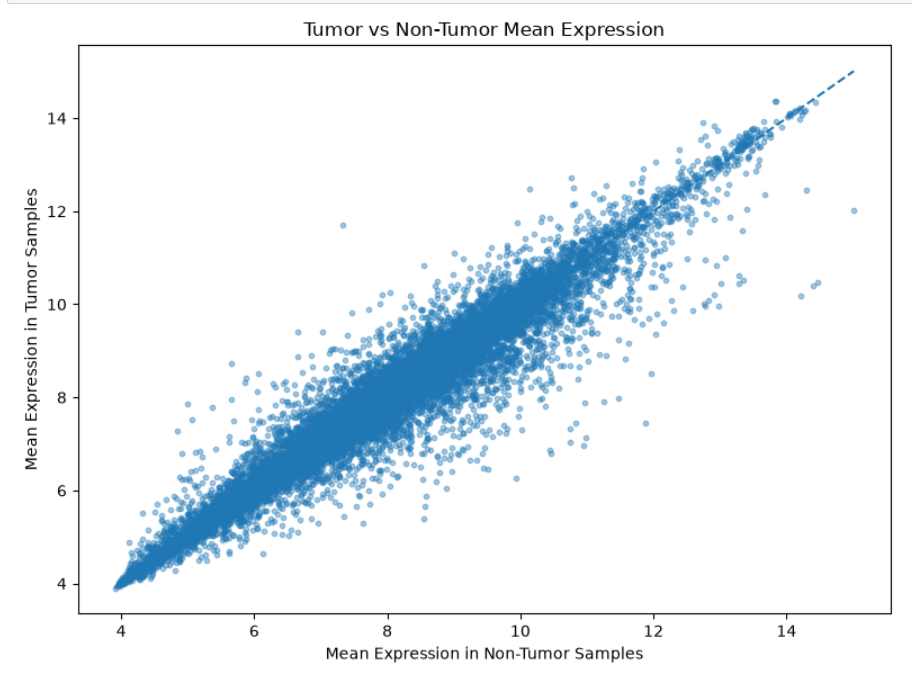 Tumor vs Non-Tumor Mean Expression
Mean Expression in Tumor Samples
14
12
10
8
6
4
4 6 8 10 12 14
Mean Expression in Non-Tumor Samples